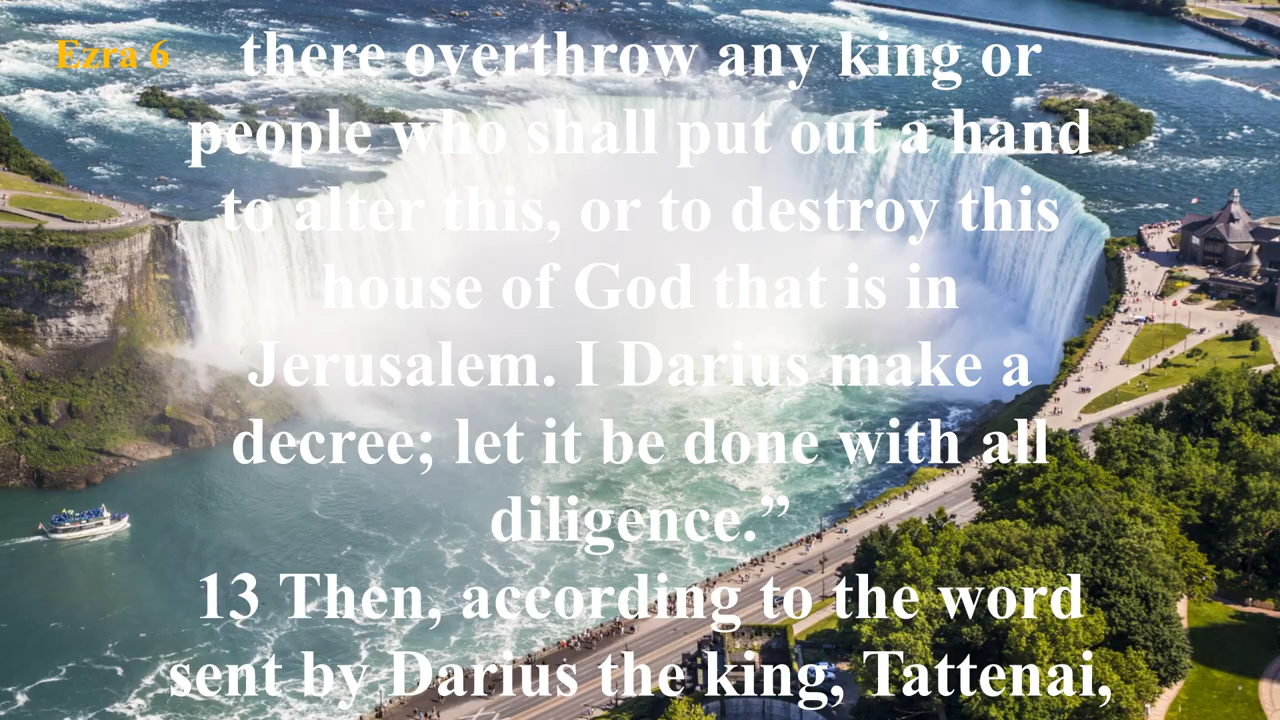 Ezra 6
there overthrow any king or
people who shall put out a hand
to alter this, or to destroy this
house of God that is in
Jerusalem. I Darius make a
decree; let it be done with all
diligence.”
13 Then, according to the word
sent by Darius the king, Tattenai,